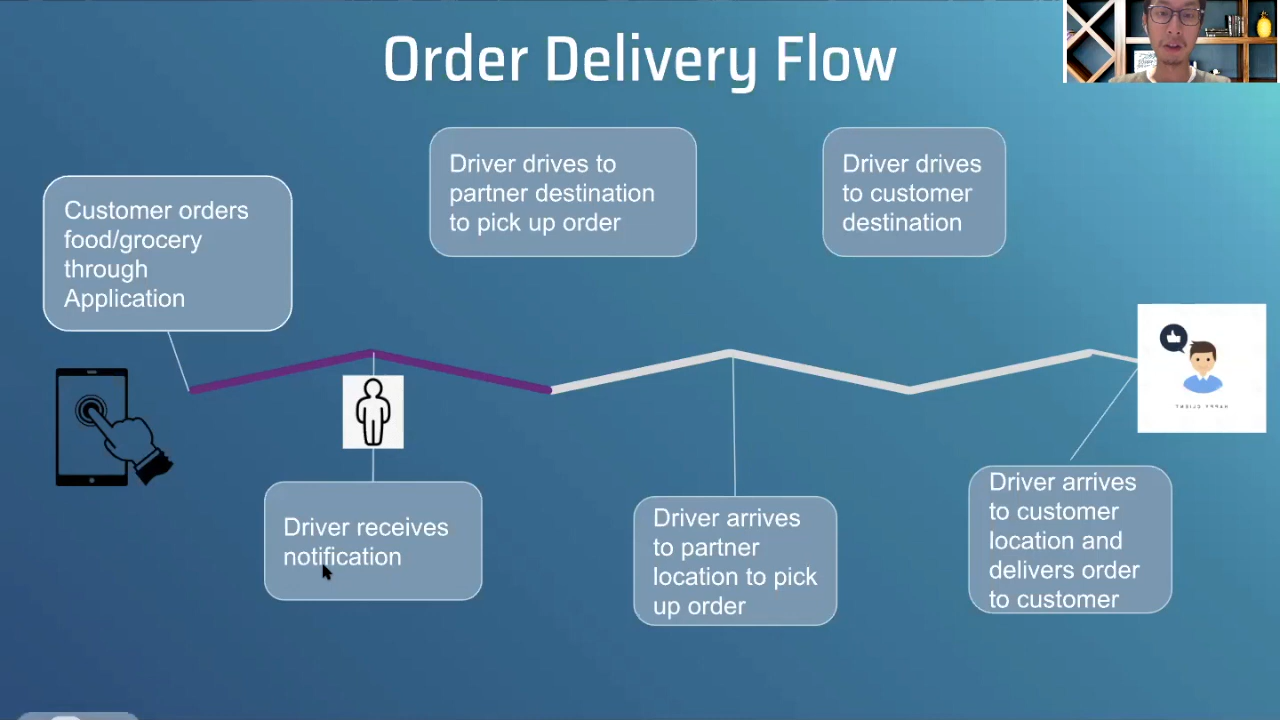 Order Delivery Flow
Customer orders
food/grocery
through
Application
Driver receives
notification
Driver drives to
partner destination
to pick up order
Driver arrives
to partner
location to pick
up order
Driver drives
to customer
destination
Driver arrives
to customer
location and
delivers order
to customer